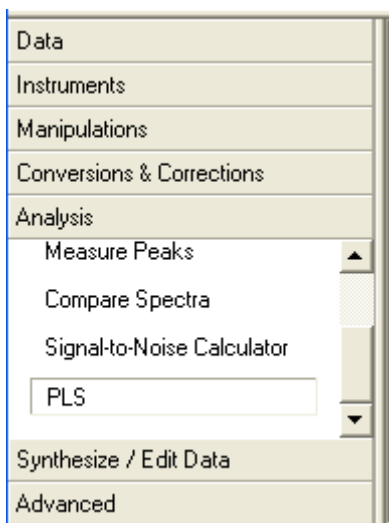 Data
Instruments
Manipulations
Conversions & Corrections
Analysis
Measure Peaks
Compare Spectra
Signal-to-Noise Calculator
PLS
Synthesize / Edit Data
Advanced